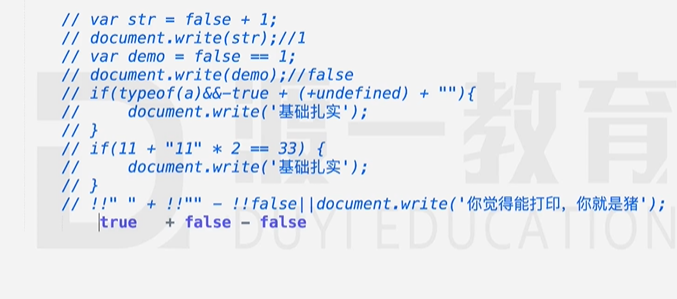 // var str = false + 1;
// document.write(str);//1
// var demo = false == 1;
// document.write(demo);//false
// if(typeof(a)&&-true + (+undefined) + ""){
//     document.write('基础扎实');
// }
// if(11 + "11" * 2 == 33) {
//     document.write('基础扎实');
// }
// !!" " + !!"" - !!false||document.write('你觉得能打印，你就是猪');
true   + false - false
一教育
DUYI EDUCATION